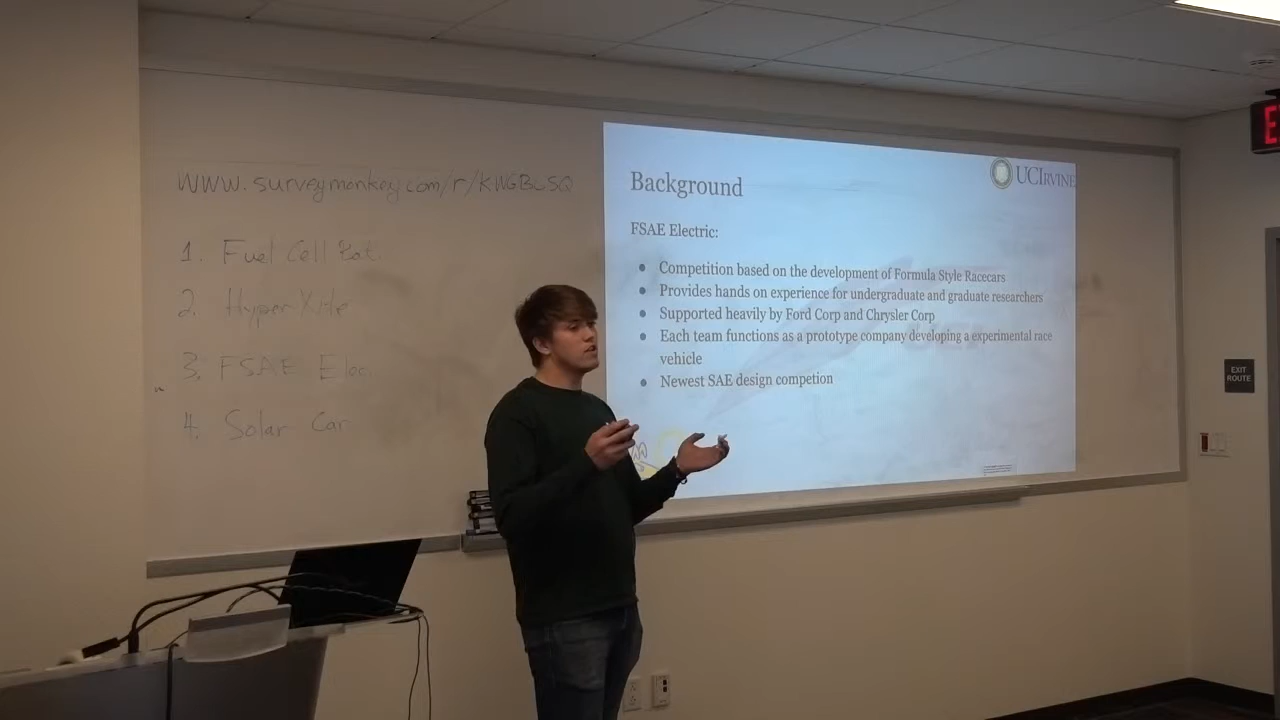 www.surveymonkey.com/r/KWGBCSQ
1. Fuel Cell Bat.
2. HyperXite
3. FSAE Elec.
4. Solar Car
Background
UCIRVINE
FSAE Electric:
● Competition based on the development of Formula Style Racecars
● Provides hands on experience for undergraduate and graduate researchers
● Supported heavily by Ford Corp and Chrysler Corp
● Each team functions as a prototype company developing a experimental race
vehicle
● Newest SAE design competion
E
EXIT
ROUTE